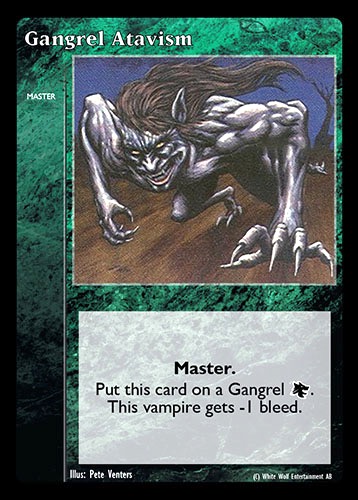 Gangrel Atavism
MASTER
Master.
Put this card on a Gangrel .
This vampire gets -1 bleed.
Illus: Pete Venters
(C) White Wolf Entertainment AB